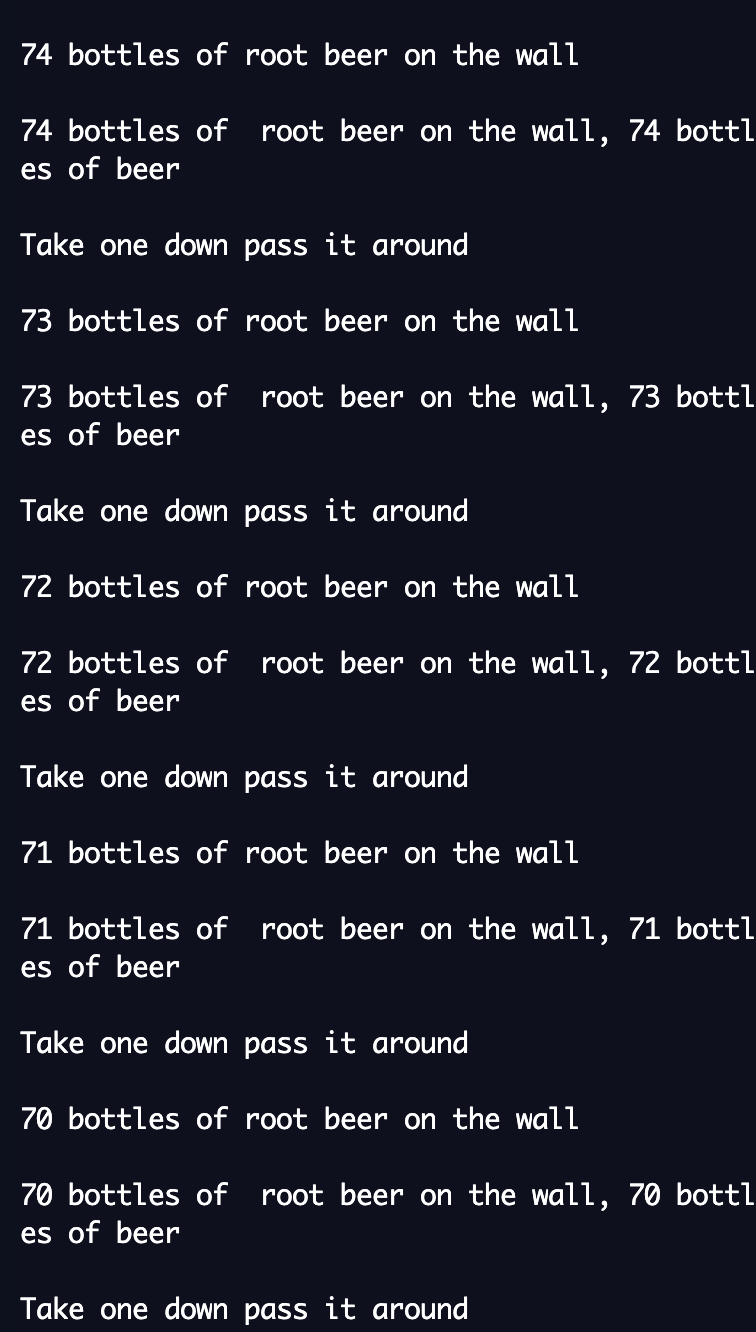 74 bottles of root beer on the wall
74 bottles of  root beer on the wall, 74 bottl
es of beer
Take one down pass it around
73 bottles of root beer on the wall
73 bottles of  root beer on the wall, 73 bottl
es of beer
Take one down pass it around
72 bottles of root beer on the wall
72 bottles of  root beer on the wall, 72 bottl
es of beer
Take one down pass it around
71 bottles of root beer on the wall
71 bottles of  root beer on the wall, 71 bottl
es of beer
Take one down pass it around
70 bottles of root beer on the wall
70 bottles of  root beer on the wall, 70 bottl
es of beer
Take one down pass it around